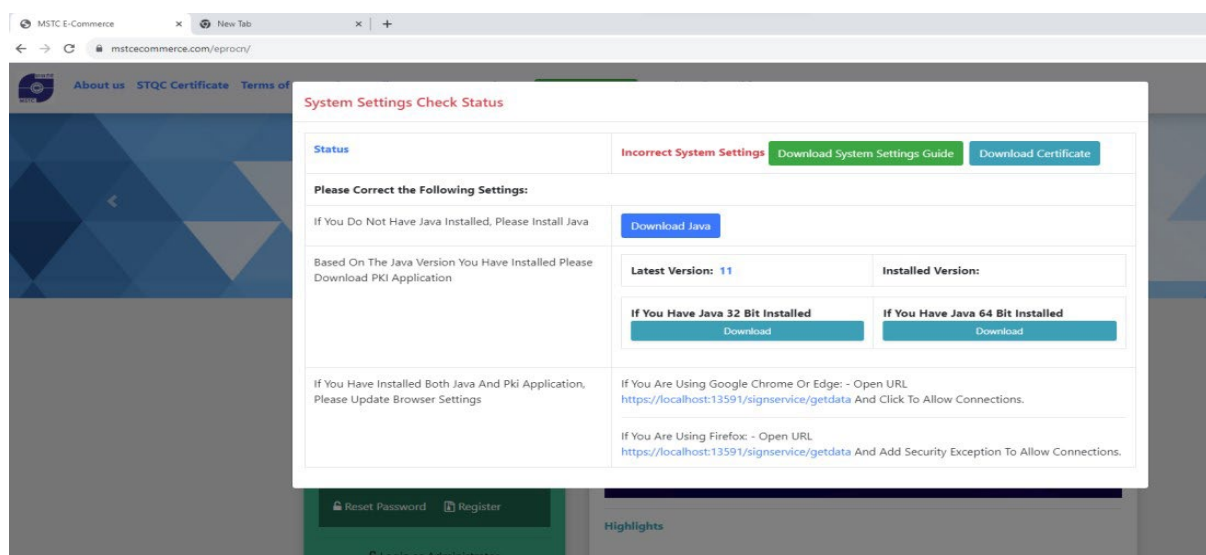 MSTC E-Commerce
New Tab
mstcecommerce.com/eprocn/
MSTC
About us STQC Certificate Terms of
System Settings Check Status
Status
Incorrect System Settings Download System Settings Guide Download Certificate
Please Correct the Following Settings:
If You Do Not Have Java Installed, Please Install Java
Download Java
Based On The Java Version You Have Installed Please
Download PKI Application
Latest Version: 11
Installed Version:
If You Have Java 32 Bit Installed
Download
If You Have Java 64 Bit Installed
Download
If You Have Installed Both Java And Pki Application,
Please Update Browser Settings
If You Are Using Google Chrome Or Edge: - Open URL
https://localhost:13591/signservice/getdata And Click To Allow Connections.
If You Are Using Firefox: - Open URL
https://localhost:13591/signservice/getdata And Add Security Exception To Allow Connections.
Reset Password Register
Highlights